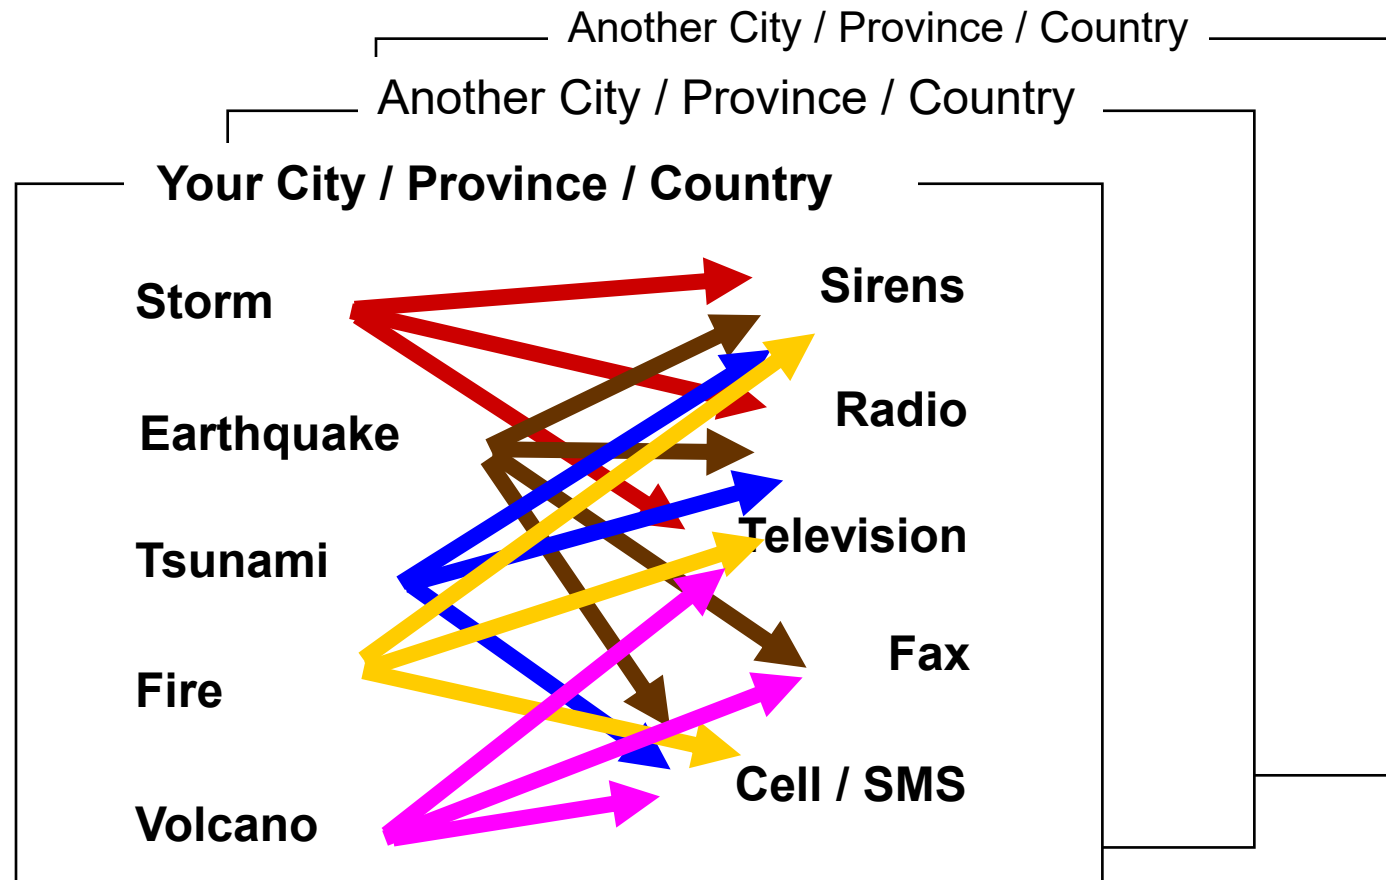 Another City / Province / Country
Another City / Province / Country
Your City / Province / Country
Storm
Sirens
Earthquake
Radio
Tsunami
Television
Fire
Fax
Volcano
Cell / SMS